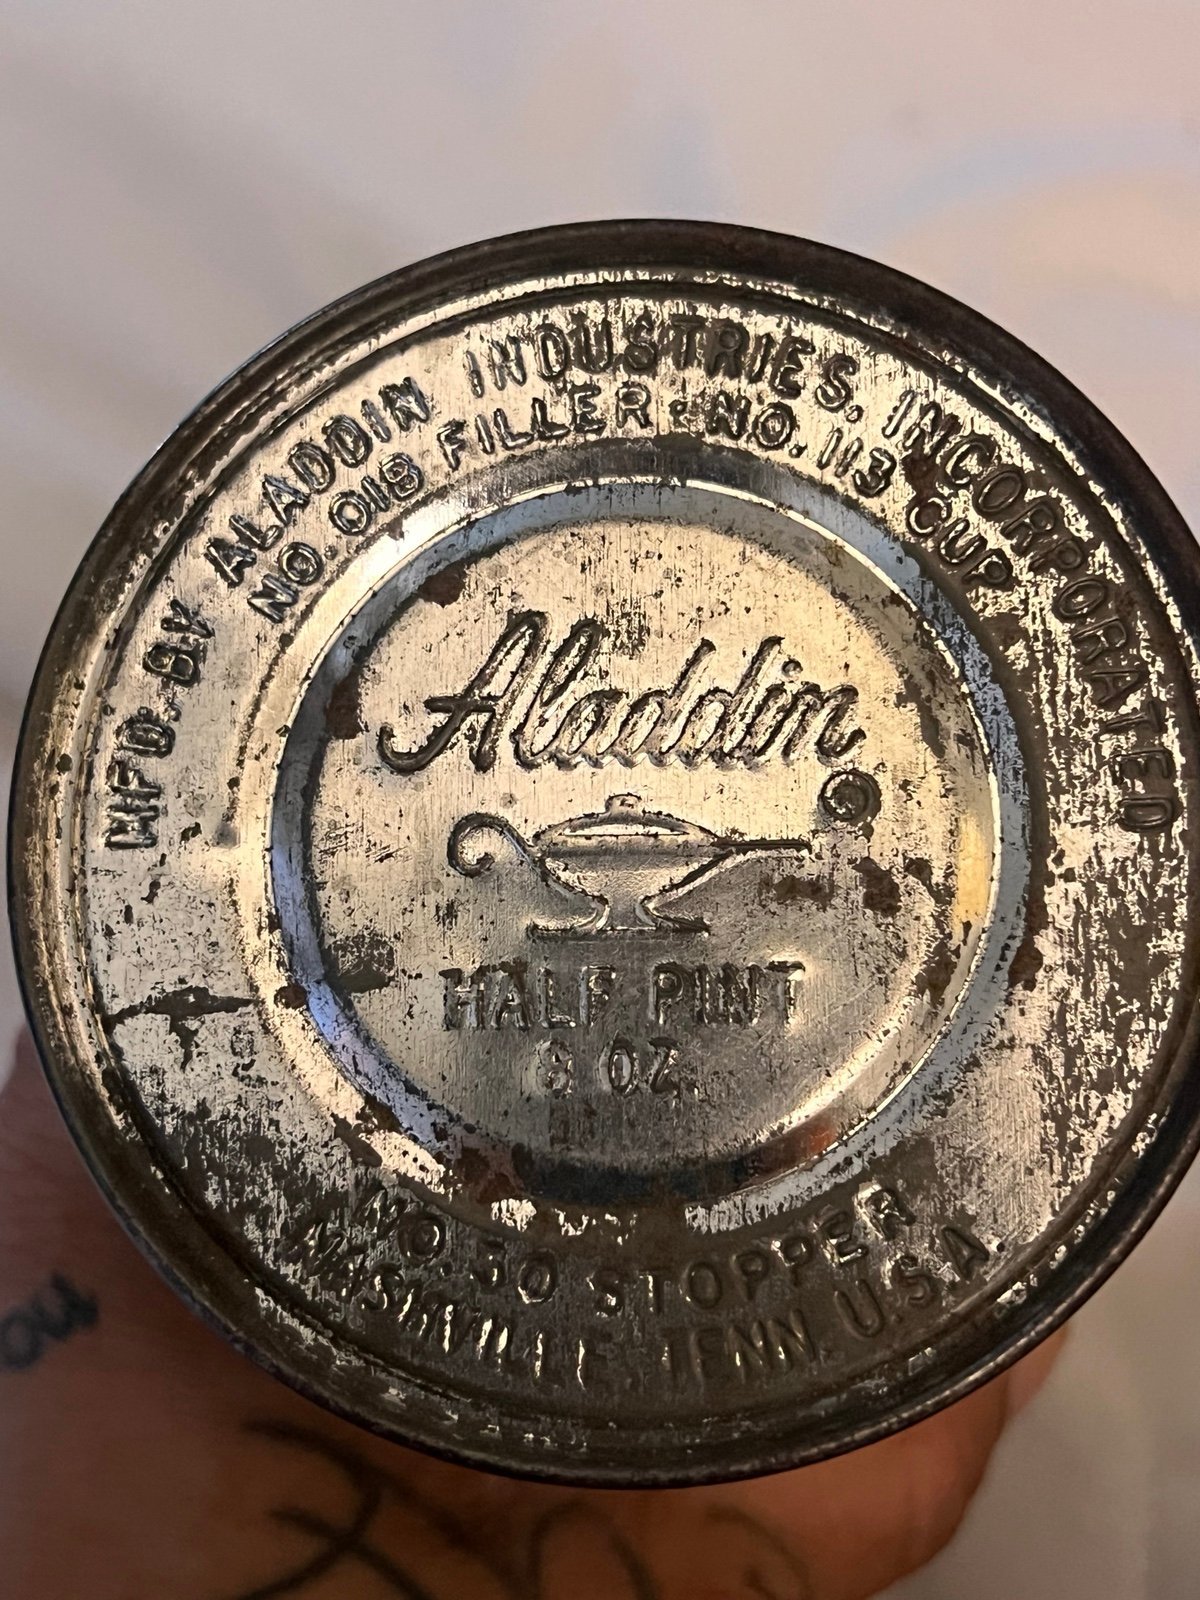 MFD. BY ALADDIN INDUSTRIES, INCORPORATED
NO. 018 FILLER: NO. 113 CUP
Aladdin
HALF PINT
8 OZ.
NO. 50 STOPPER
NASHVILLE TENN. U.S.A.